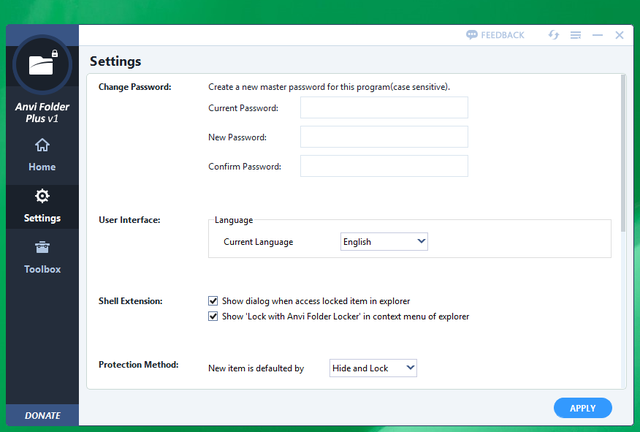 FEEDBACK
Anvi Folder
Plus v1
Home
Settings
Toolbox
DONATE
Settings
Change Password: Create a new master password for this program(case sensitive).
Current Password:
New Password:
Confirm Password:
User Interface: Language
Current Language English
Shell Extension: Show dialog when access locked item in explorer
Show 'Lock with Anvi Folder Locker' in context menu of explorer
Protection Method: New item is defaulted by Hide and Lock
APPLY